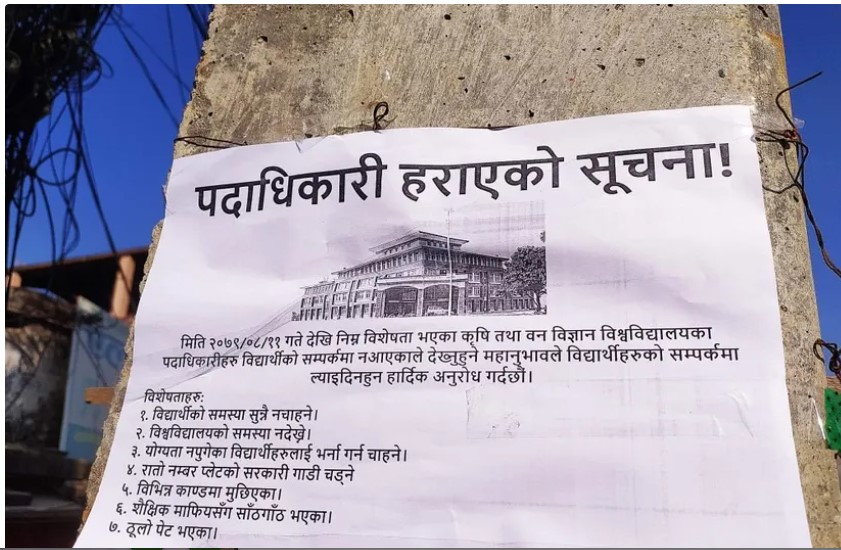 पदाधिकारी हराएको सूचना!
मिति २०७९/०८/११ गते देखि निम्न विशेषता भएका कृषि तथा वन विज्ञान विश्वविद्यालयका
पदाधिकारीहरु विद्यार्थीको सम्पर्कमा नआएकाले देख्नुहुने महानुभावले विद्यार्थीहरुको सम्पर्कमा
ल्याइदिनहुन हार्दिक अनुरोध गर्दछौं।
विशेषताहरु:
१. विद्यार्थीको समस्या सुन्नै नचाहने।
२. विश्वविद्यालयको समस्या नदेख्ने।
३. योग्यता नपुगेका विद्यार्थीहरुलाई भर्ना गर्न चाहने।
४. रातो नम्बर प्लेटको सरकारी गाडी चड्ने
५. विभिन्न काण्डमा मुछिएका।
६. शैक्षिक माफियसँग साँठगाँठ भएका।
७. ठूलो पेट भएका।